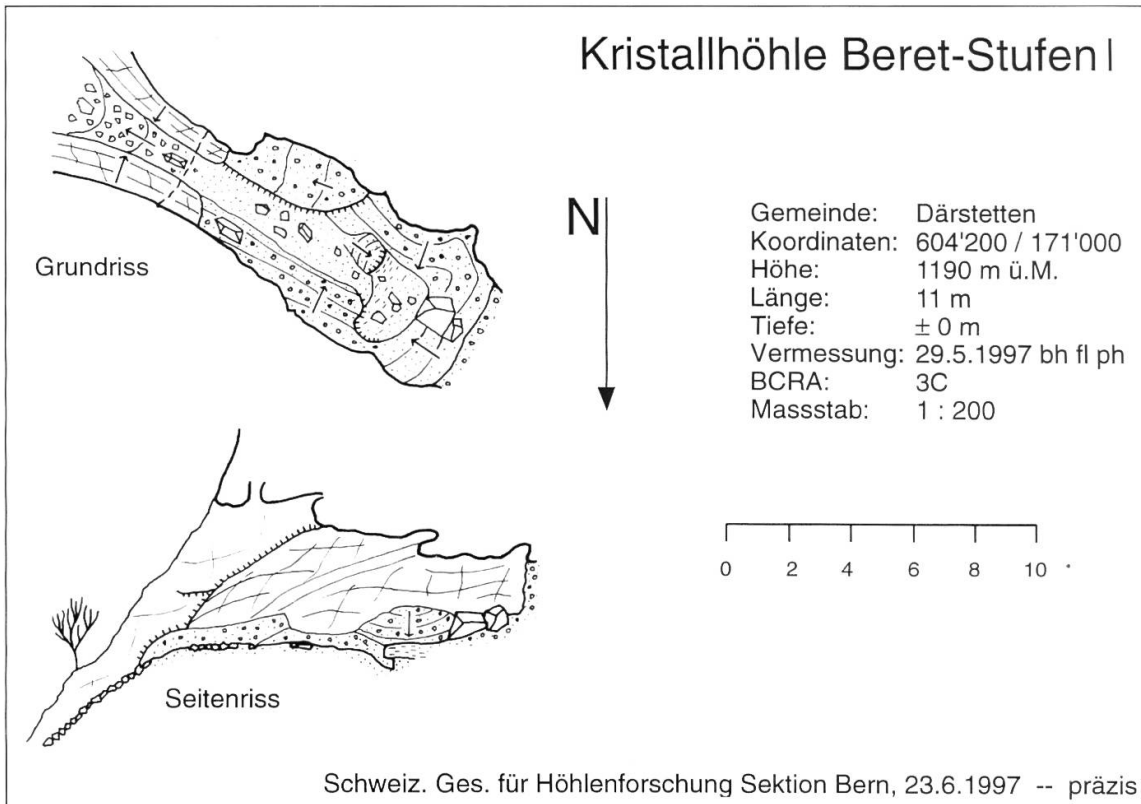 Kristallhöhle Beret-Stufen I
Grundriss
N
Gemeinde: Därstetten
Koordinaten: 604'200 / 171'000
Höhe: 1190 m ü.M.
Länge: 11 m
Tiefe: ± 0 m
Vermessung: 29.5.1997 bh fl ph
BCRA: 3C
Massstab: 1 : 200
0 2 4 6 8 10
Seitenriss
Schweiz. Ges. für Höhlenforschung Sektion Bern, 23.6.1997 -- präzis